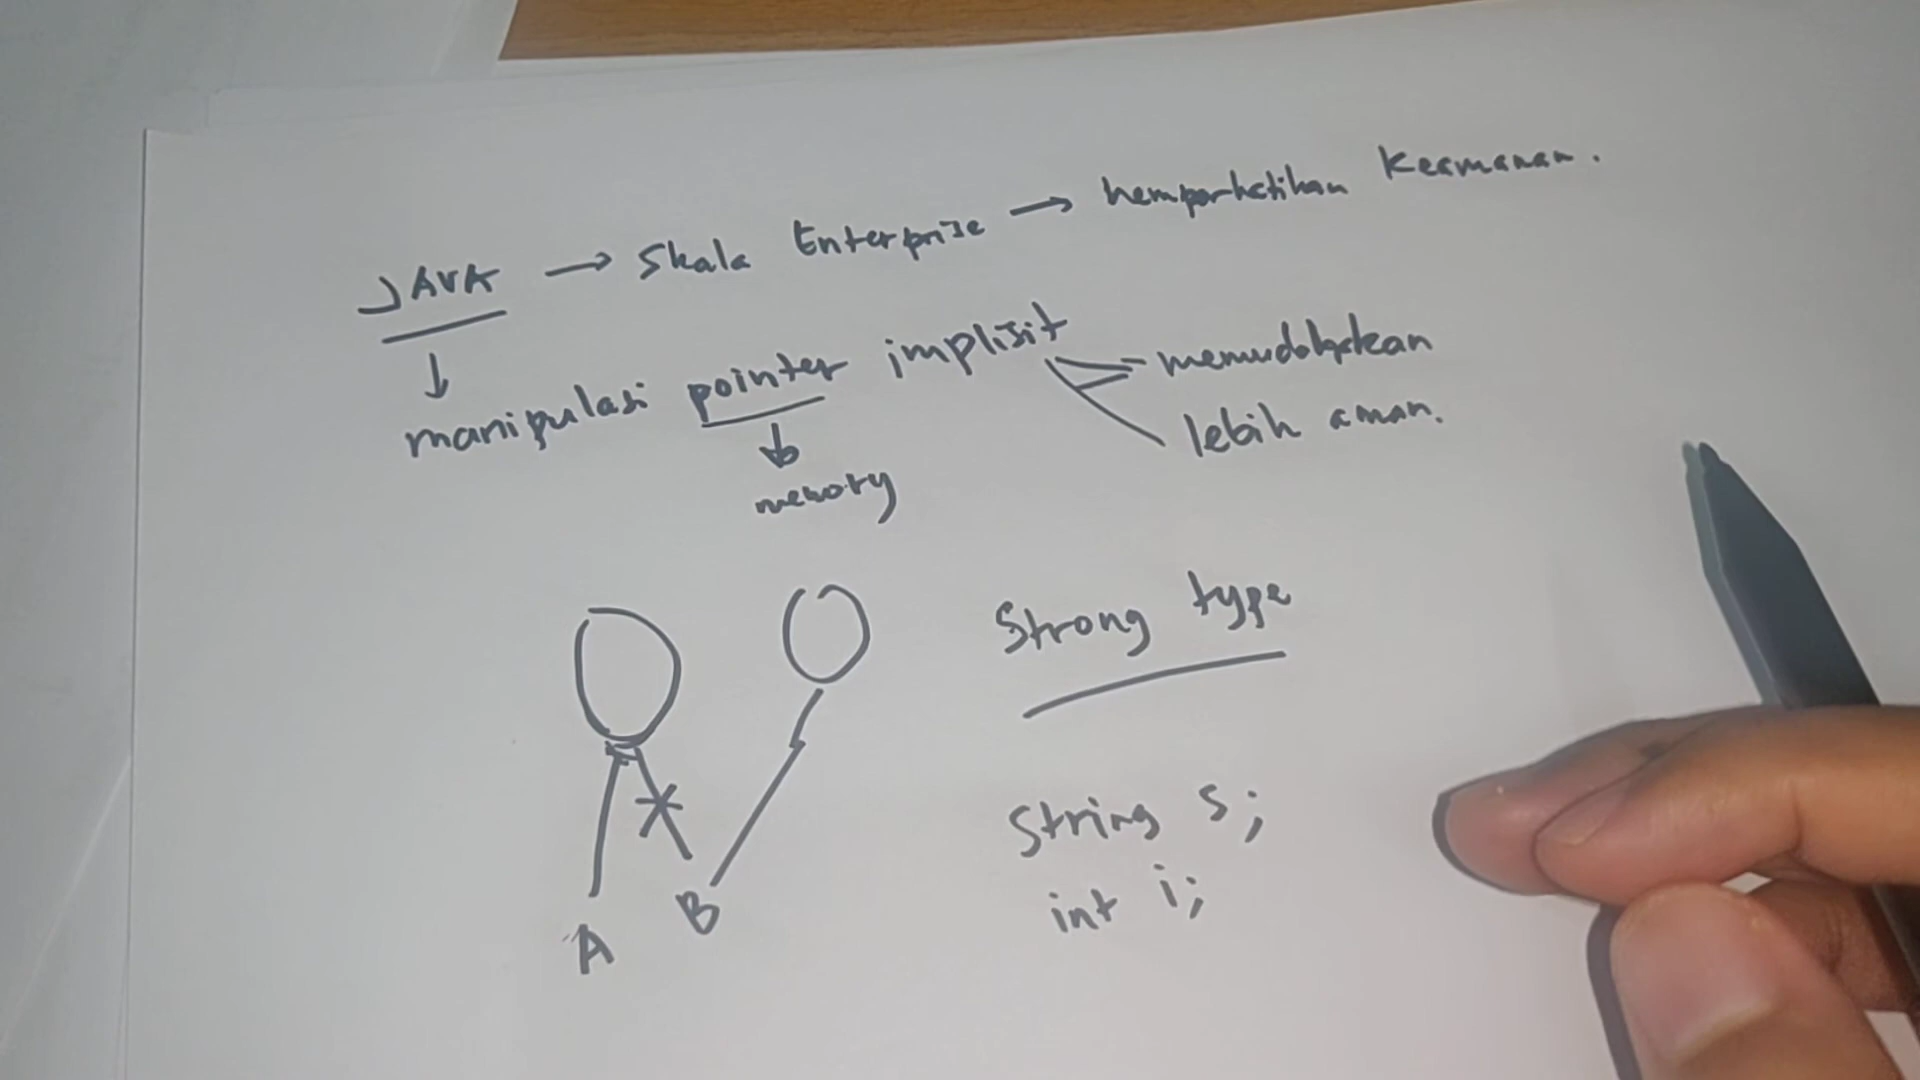 JAVA → Skala Enterprise → memperhatikan Keamanan.
↓
manipulasi pointer implisit memudahkan
lebih aman.
↓
memory
Strong type
String s;
int i;
A B